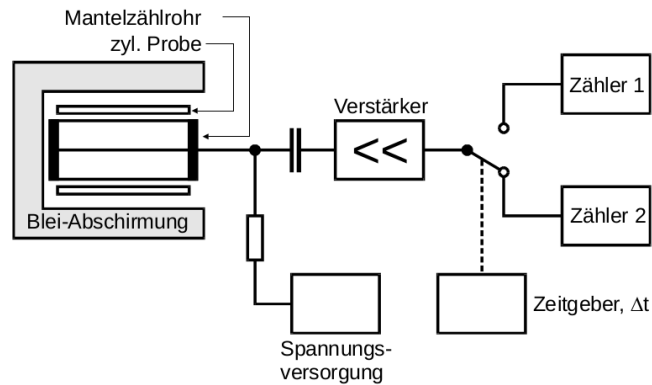 Mantelzählrohr
zyl. Probe
Verstärker
<<
Zähler 1
Zähler 2
Blei-Abschirmung
Zeitgeber, Δt
Spannungs-
versorgung